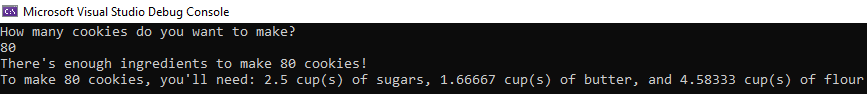 Microsoft Visual Studio Debug Console
How many cookies do you want to make?
80
There's enough ingredients to make 80 cookies!
To make 80 cookies, you'll need: 2.5 cup(s) of sugars, 1.66667 cup(s) of butter, and 4.58333 cup(s) of flour